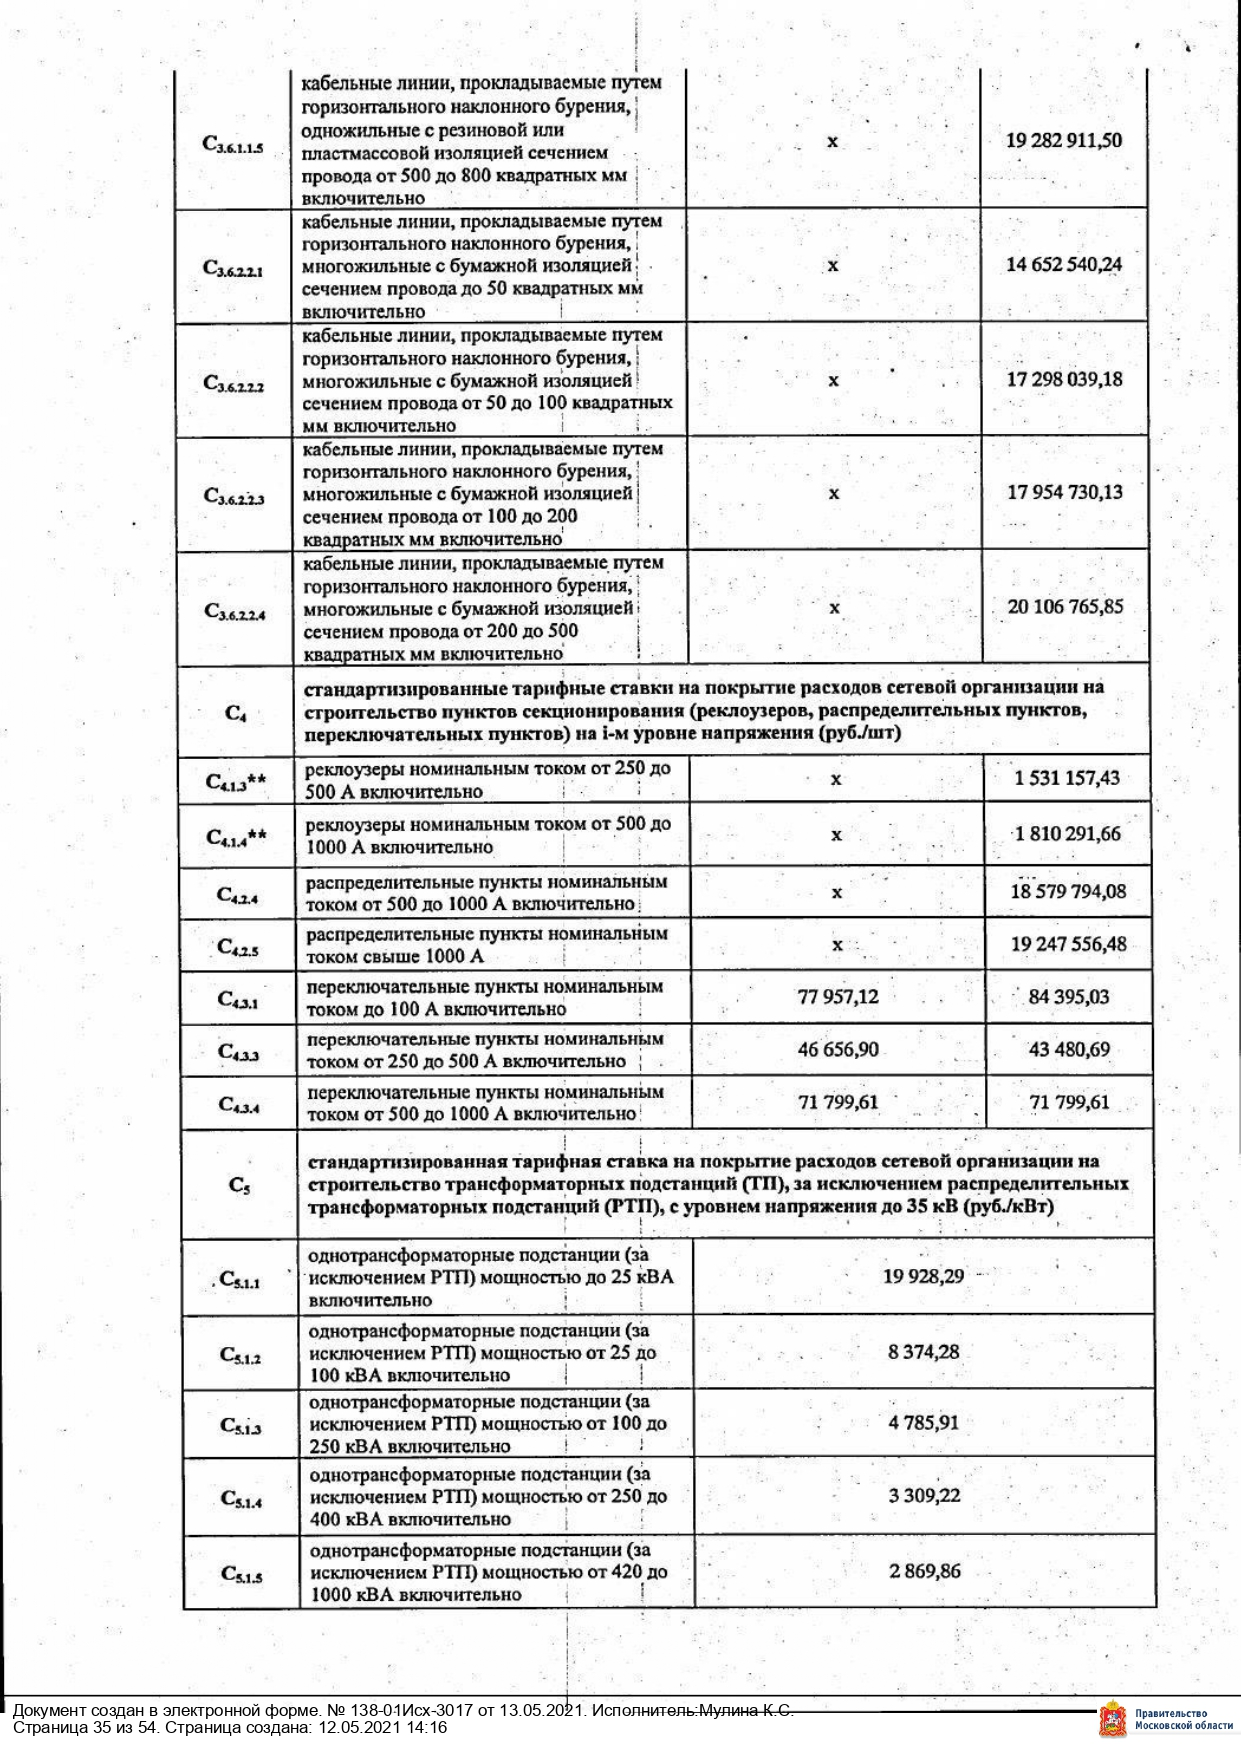 кабельные линии, прокладываемые путем
горизонтального наклонного бурения,
одножильные с резиновой или
пластмассовой изоляцией сечением
провода от 500 до 800 квадратных мм
включительно
C3.6.1.1.5
x
19 282 911,50
кабельные линии, прокладываемые путем
горизонтального наклонного бурения,
многожильные с бумажной изоляцией
сечением провода до 50 квадратных мм
включительно
C3.6.2.2.1
x
14 652 540,24
кабельные линии, прокладываемые путем
горизонтального наклонного бурения,
многожильные с бумажной изоляцией
сечением провода от 50 до 100 квадратных
мм включительно
C3.6.2.2.2
x
17 298 039,18
кабельные линии, прокладываемые путем
горизонтального наклонного бурения,
многожильные с бумажной изоляцией
сечением провода от 100 до 200
квадратных мм включительно
C3.6.2.2.3
x
17 954 730,13
кабельные линии, прокладываемые путем
горизонтального наклонного бурения,
многожильные с бумажной изоляцией
сечением провода от 200 до 500
квадратных мм включительно
C3.6.2.2.4
x
20 106 765,85
C4
стандартизированные тарифные ставки на покрытие расходов сетевой организации на
строительство пунктов секционирования (реклоузеров, распределительных пунктов,
переключательных пунктов) на i-м уровне напряжения (руб./шт)
C4.1.3**
реклоузеры номинальным током от 250 до
500 А включительно
x
1 531 157,43
C4.1.4**
реклоузеры номинальным током от 500 до
1000 А включительно
x
1 810 291,66
C4.2.4
распределительные пункты номинальным
током от 500 до 1000 А включительно
x
18 579 794,08
C4.2.5
распределительные пункты номинальным
током свыше 1000 А
x
19 247 556,48
C4.3.1
переключательные пункты номинальным
током до 100 А включительно
77 957,12
84 395,03
C4.3.3
переключательные пункты номинальным
током от 250 до 500 А включительно
46 656,90
43 480,69
C4.3.4
переключательные пункты номинальным
током от 500 до 1000 А включительно
71 799,61
71 799,61
C5
стандартизированная тарифная ставка на покрытие расходов сетевой организации на
строительство трансформаторных подстанций (ТП), за исключением распределительных
трансформаторных подстанций (РТП), с уровнем напряжения до 35 кВ (руб./кВт)
C5.1.1
однотрансформаторные подстанции (за
исключением РТП) мощностью до 25 кВА
включительно
19 928,29
C5.1.2
однотрансформаторные подстанции (за
исключением РТП) мощностью от 25 до
100 кВА включительно
8 374,28
C5.1.3
однотрансформаторные подстанции (за
исключением РТП) мощностью от 100 до
250 кВА включительно
4 785,91
C5.1.4
однотрансформаторные подстанции (за
исключением РТП) мощностью от 250 до
400 кВА включительно
3 309,22
C5.1.5
однотрансформаторные подстанции (за
исключением РТП) мощностью от 420 до
1000 кВА включительно
2 869,86
Документ создан в электронной форме. № 138-01Исх-3017 от 13.05.2021. Исполнитель:Мулина К.С.
Страница 35 из 54. Страница создана: 12.05.2021 14:16
Правительство
Московской области